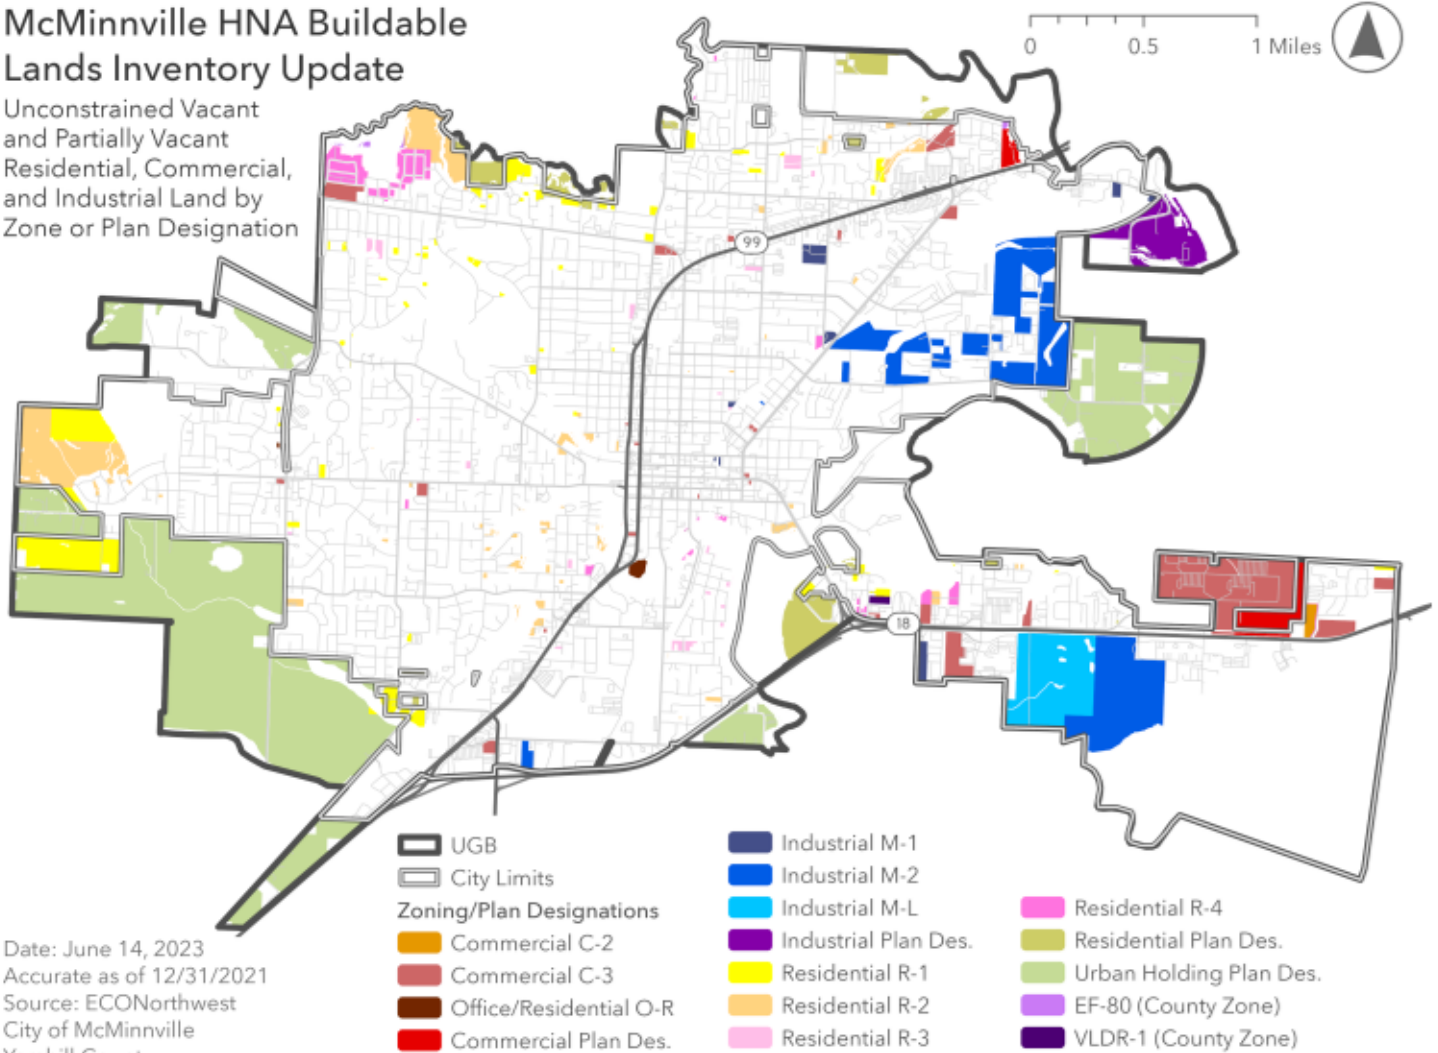 McMinnville HNA Buildable
Lands Inventory Update
Unconstrained Vacant
and Partially Vacant
Residential, Commercial,
and Industrial Land by
Zone or Plan Designation
0 0.5 1 Miles
99
18
UGB
City Limits
Zoning/Plan Designations
Commercial C-2
Commercial C-3
Office/Residential O-R
Commercial Plan Des.
Industrial M-1
Industrial M-2
Industrial M-L
Industrial Plan Des.
Residential R-1
Residential R-2
Residential R-3
Residential R-4
Residential Plan Des.
Urban Holding Plan Des.
EF-80 (County Zone)
VLDR-1 (County Zone)
Date: June 14, 2023
Accurate as of 12/31/2021
Source: ECONorthwest
City of McMinnville